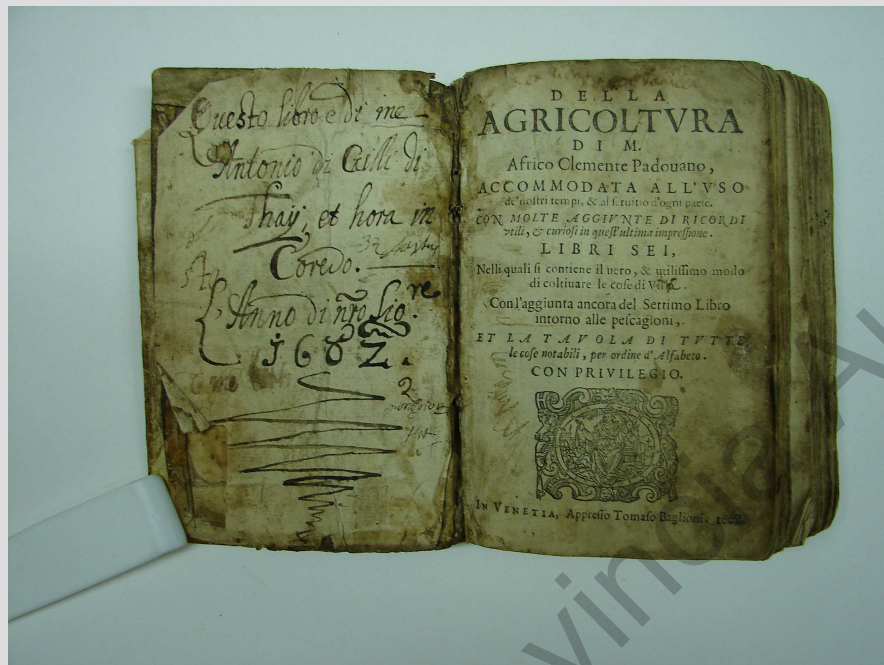 Questo libro è di me
Antonio di Gilli di
Thaij, et hora in
Coredo.
Anno di nr̃o Sig.re
1682.
2
DELLA
AGRICOLTVRA
DI M.
Africo Clemente Padouano,
ACCOMMODATA ALL'VSO
de' nostri tempi, & al seruitio d'ogni paese.
CON MOLTE AGGIVNTE DI RICORDI
vtili, & curiosi in quest'vltima impressione.
LIBRI SEI,
Nelli quali si contiene il uero, & utilissimo modo
di coltiuare le cose di Villa.
Con l'aggiunta ancora del Settimo Libro
intorno alle pescagioni,
ET LA TAVOLA DI TVTTE
le cose notabili, per ordine d'Alfabeto.
CON PRIVILEGIO.
IN VENETIA, Appresso Tomaso Baglioni.